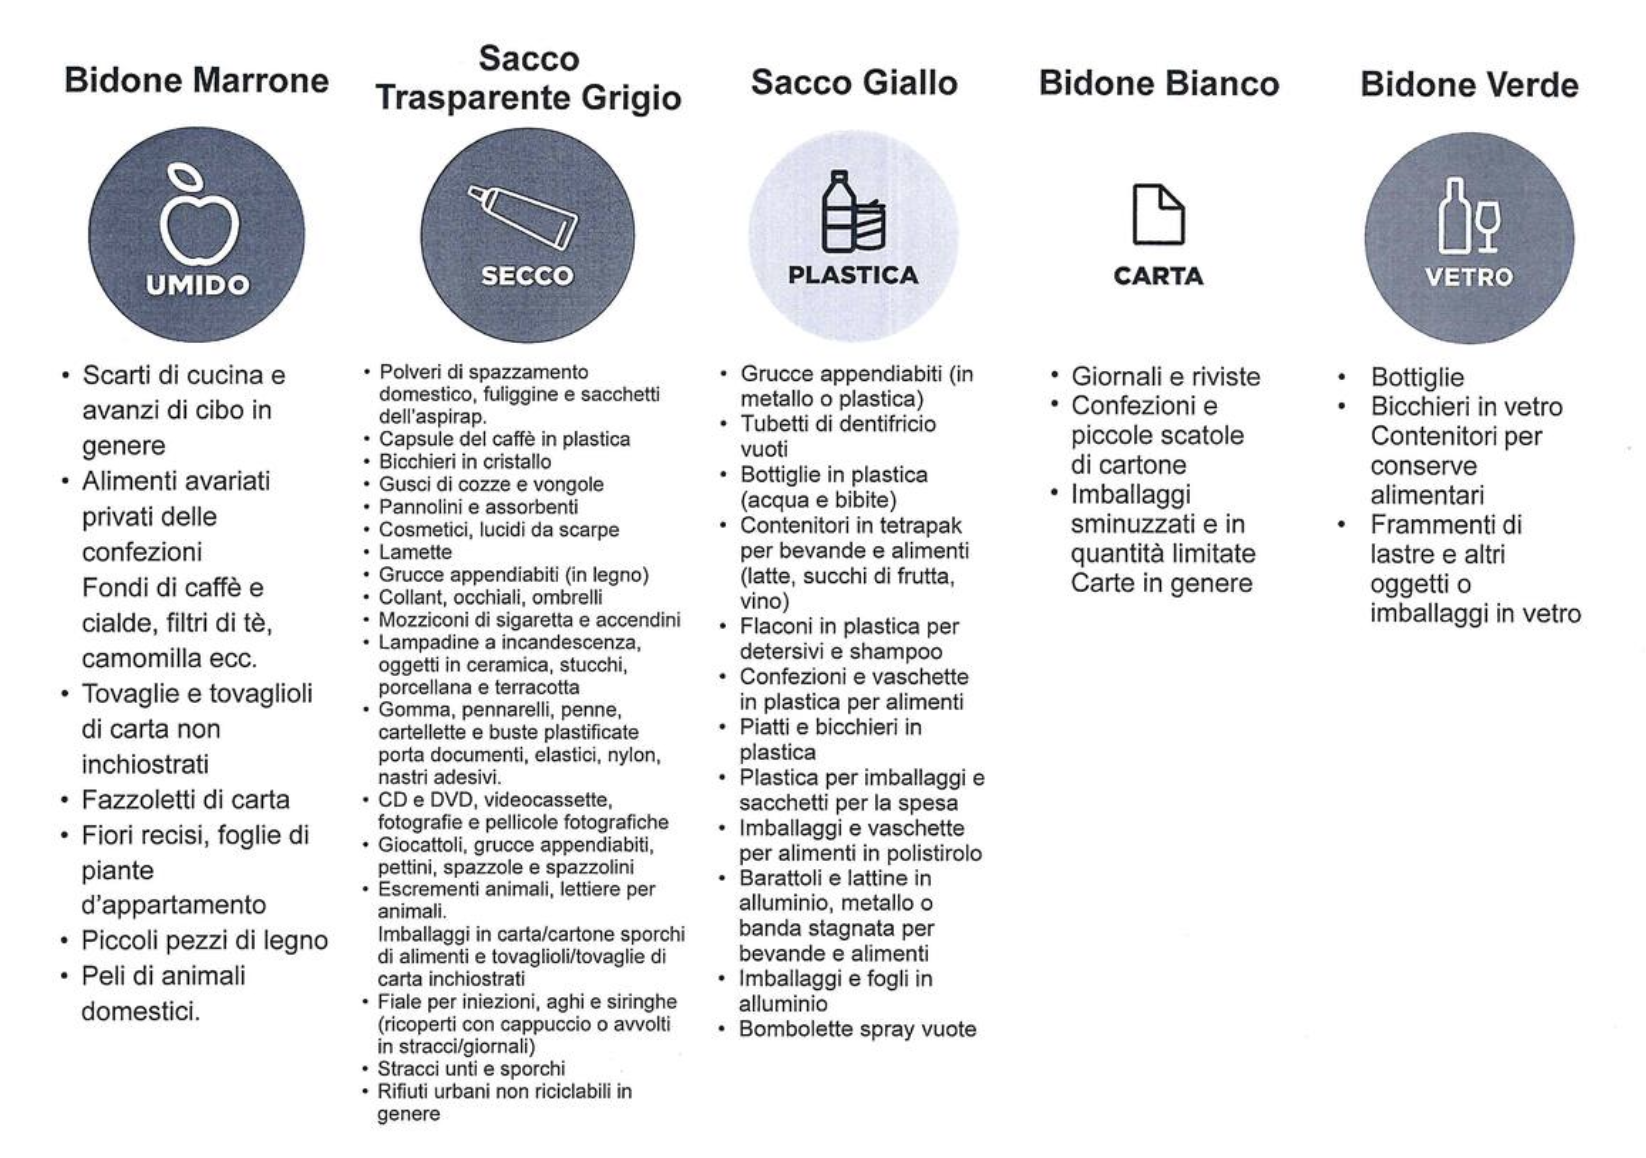 Bidone Marrone
UMIDO
• Scarti di cucina e
avanzi di cibo in
genere
• Alimenti avariati
privati delle
confezioni
Fondi di caffè e
cialde, filtri di tè,
camomilla ecc.
• Tovaglie e tovaglioli
di carta non
inchiostrati
• Fazzoletti di carta
• Fiori recisi, foglie di
piante
d'appartamento
• Piccoli pezzi di legno
• Peli di animali
domestici.
Sacco
Trasparente Grigio
SECCO
• Polveri di spazzamento
domestico, fuliggine e sacchetti
dell'aspirap.
• Capsule del caffè in plastica
• Bicchieri in cristallo
• Gusci di cozze e vongole
• Pannolini e assorbenti
• Cosmetici, lucidi da scarpe
• Lamette
• Grucce appendiabiti (in legno)
• Collant, occhiali, ombrelli
• Mozziconi di sigaretta e accendini
• Lampadine a incandescenza,
oggetti in ceramica, stucchi,
porcellana e terracotta
• Gomma, pennarelli, penne,
cartellette e buste plastificate
porta documenti, elastici, nylon,
nastri adesivi.
• CD e DVD, videocassette,
fotografie e pellicole fotografiche
• Giocattoli, grucce appendiabiti,
pettini, spazzole e spazzolini
• Escrementi animali, lettiere per
animali.
Imballaggi in carta/cartone sporchi
di alimenti e tovaglioli/tovaglie di
carta inchiostrati
• Fiale per iniezioni, aghi e siringhe
(ricoperti con cappuccio o avvolti
in stracci/giornali)
• Stracci unti e sporchi
• Rifiuti urbani non riciclabili in
genere
Sacco Giallo
PLASTICA
• Grucce appendiabiti (in
metallo o plastica)
• Tubetti di dentifricio
vuoti
• Bottiglie in plastica
(acqua e bibite)
• Contenitori in tetrapak
per bevande e alimenti
(latte, succhi di frutta,
vino)
• Flaconi in plastica per
detersivi e shampoo
• Confezioni e vaschette
in plastica per alimenti
• Piatti e bicchieri in
plastica
• Plastica per imballaggi e
sacchetti per la spesa
• Imballaggi e vaschette
per alimenti in polistirolo
• Barattoli e lattine in
alluminio, metallo o
banda stagnata per
bevande e alimenti
• Imballaggi e fogli in
alluminio
• Bombolette spray vuote
Bidone Bianco
CARTA
• Giornali e riviste
• Confezioni e
piccole scatole
di cartone
• Imballaggi
sminuzzati e in
quantità limitate
Carte in genere
Bidone Verde
VETRO
• Bottiglie
• Bicchieri in vetro
Contenitori per
conserve
alimentari
• Frammenti di
lastre e altri
oggetti o
imballaggi in vetro